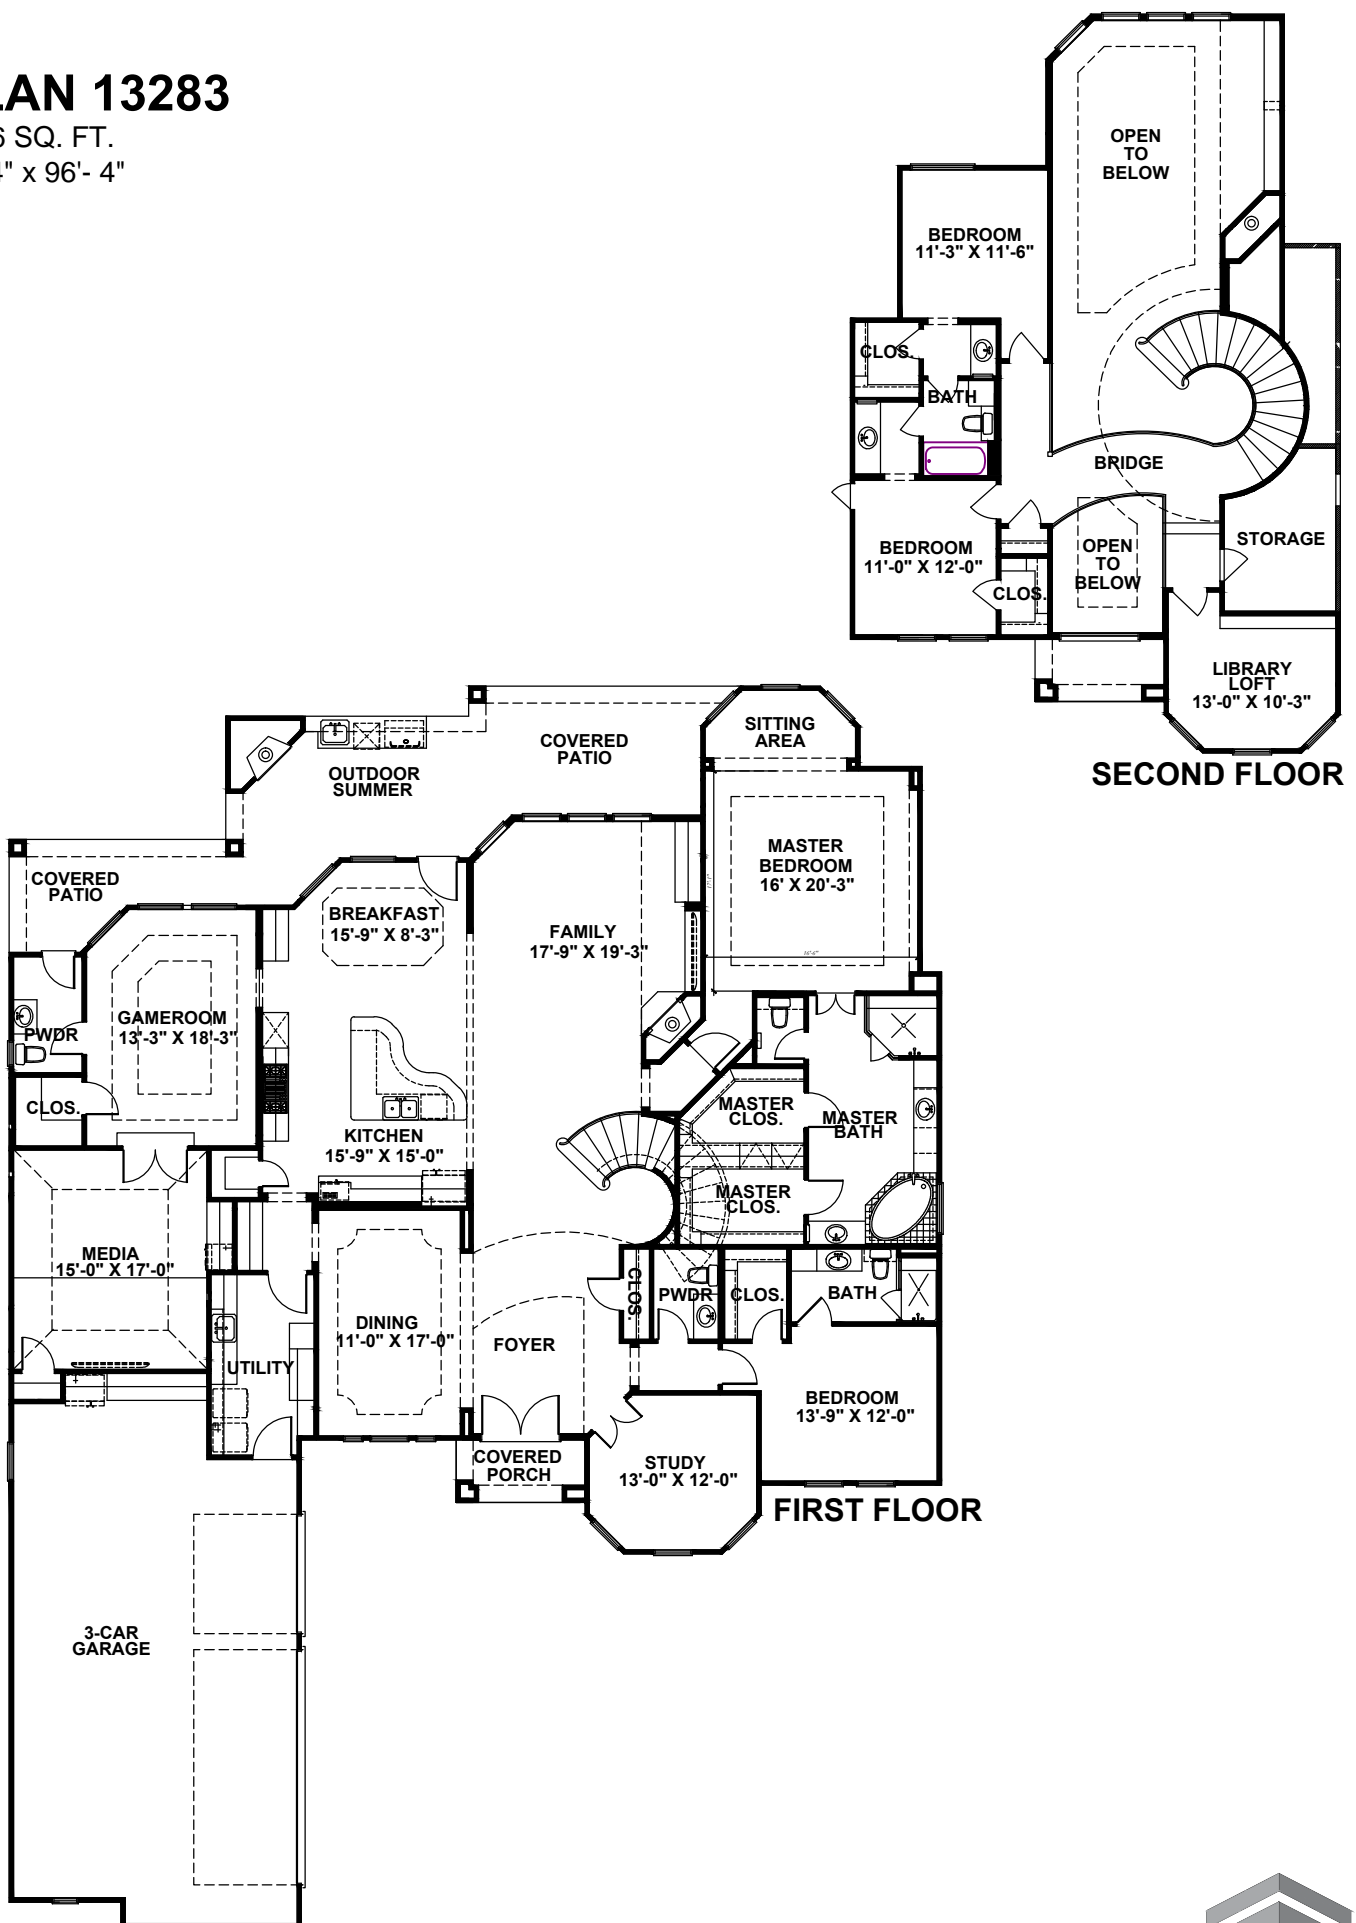 LAN 13283
6 SQ. FT.
4" x 96'- 4"
OPEN
TO
BELOW
BEDROOM
11'-3" X 11'-6"
CLOS.
BATH
BRIDGE
BEDROOM
11'-0" X 12'-0"
CLOS.
OPEN
TO
BELOW
STORAGE
LIBRARY
LOFT
13'-0" X 10'-3"
SECOND FLOOR
SITTING
AREA
COVERED
PATIO
OUTDOOR
SUMMER
MASTER
BEDROOM
16' X 20'-3"
COVERED
PATIO
BREAKFAST
15'-9" X 8'-3"
FAMILY
17'-9" X 19'-3"
16'-6"
GAMEROOM
13'-3" X 18'-3"
PWDR
CLOS.
MASTER
CLOS.
MASTER
BATH
KITCHEN
15'-9" X 15'-0"
MASTER
CLOS.
MEDIA
15'-0" X 17'-0"
CLOS.
PWDR
CLOS.
BATH
DINING
11'-0" X 17'-0"
FOYER
UTILITY
BEDROOM
13'-9" X 12'-0"
COVERED
PORCH
STUDY
13'-0" X 12'-0"
FIRST FLOOR
3-CAR
GARAGE